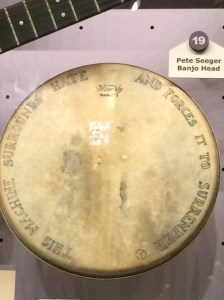 19
Pete Seeger
Banjo Head
THIS MACHINE SURROUNDS HATE AND FORCES IT TO SURRENDER